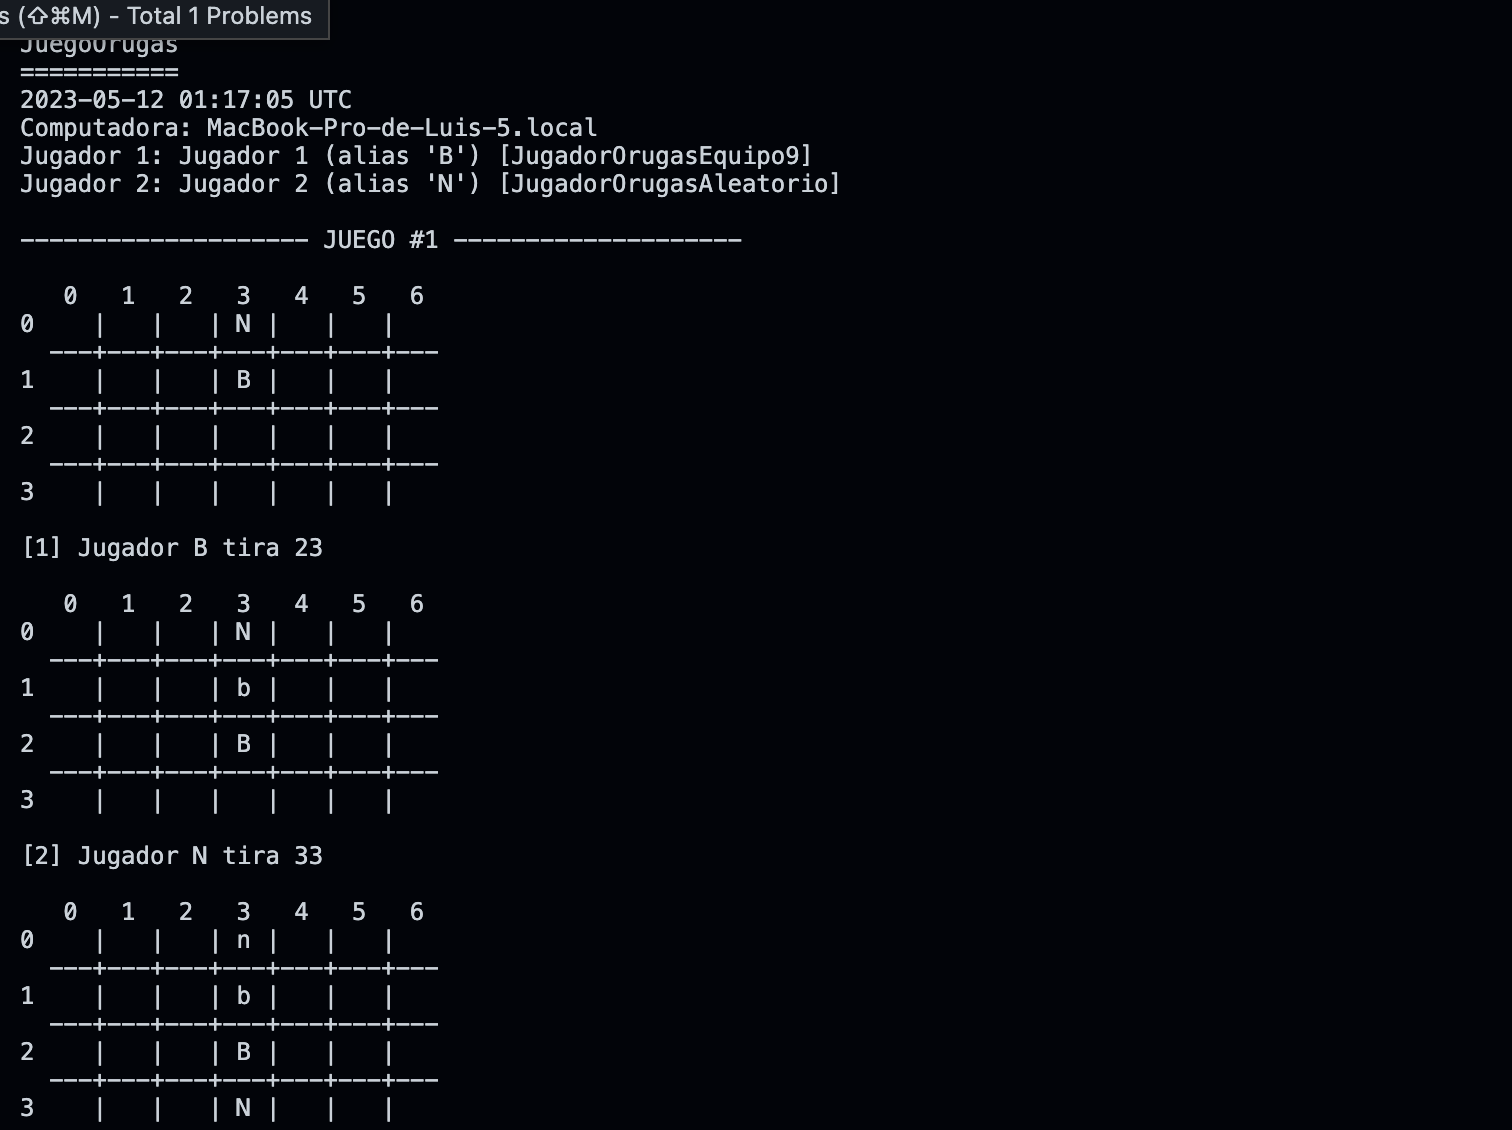 s (⇧⌘M) - Total 1 Problems
JuegoOrugas
===========
2023-05-12 01:17:05 UTC
Computadora: MacBook-Pro-de-Luis-5.local
Jugador 1: Jugador 1 (alias 'B') [JugadorOrugasEquipo9]
Jugador 2: Jugador 2 (alias 'N') [JugadorOrugasAleatorio]

-------------------- JUEGO #1 --------------------

   0   1   2   3   4   5   6
0    |   |   | N |   |   |
  ---+---+---+---+---+---+---
1    |   |   | B |   |   |
  ---+---+---+---+---+---+---
2    |   |   |   |   |   |
  ---+---+---+---+---+---+---
3    |   |   |   |   |   |

[1] Jugador B tira 23

   0   1   2   3   4   5   6
0    |   |   | N |   |   |
  ---+---+---+---+---+---+---
1    |   |   | b |   |   |
  ---+---+---+---+---+---+---
2    |   |   | B |   |   |
  ---+---+---+---+---+---+---
3    |   |   |   |   |   |

[2] Jugador N tira 33

   0   1   2   3   4   5   6
0    |   |   | n |   |   |
  ---+---+---+---+---+---+---
1    |   |   | b |   |   |
  ---+---+---+---+---+---+---
2    |   |   | B |   |   |
  ---+---+---+---+---+---+---
3    |   |   | N |   |   |